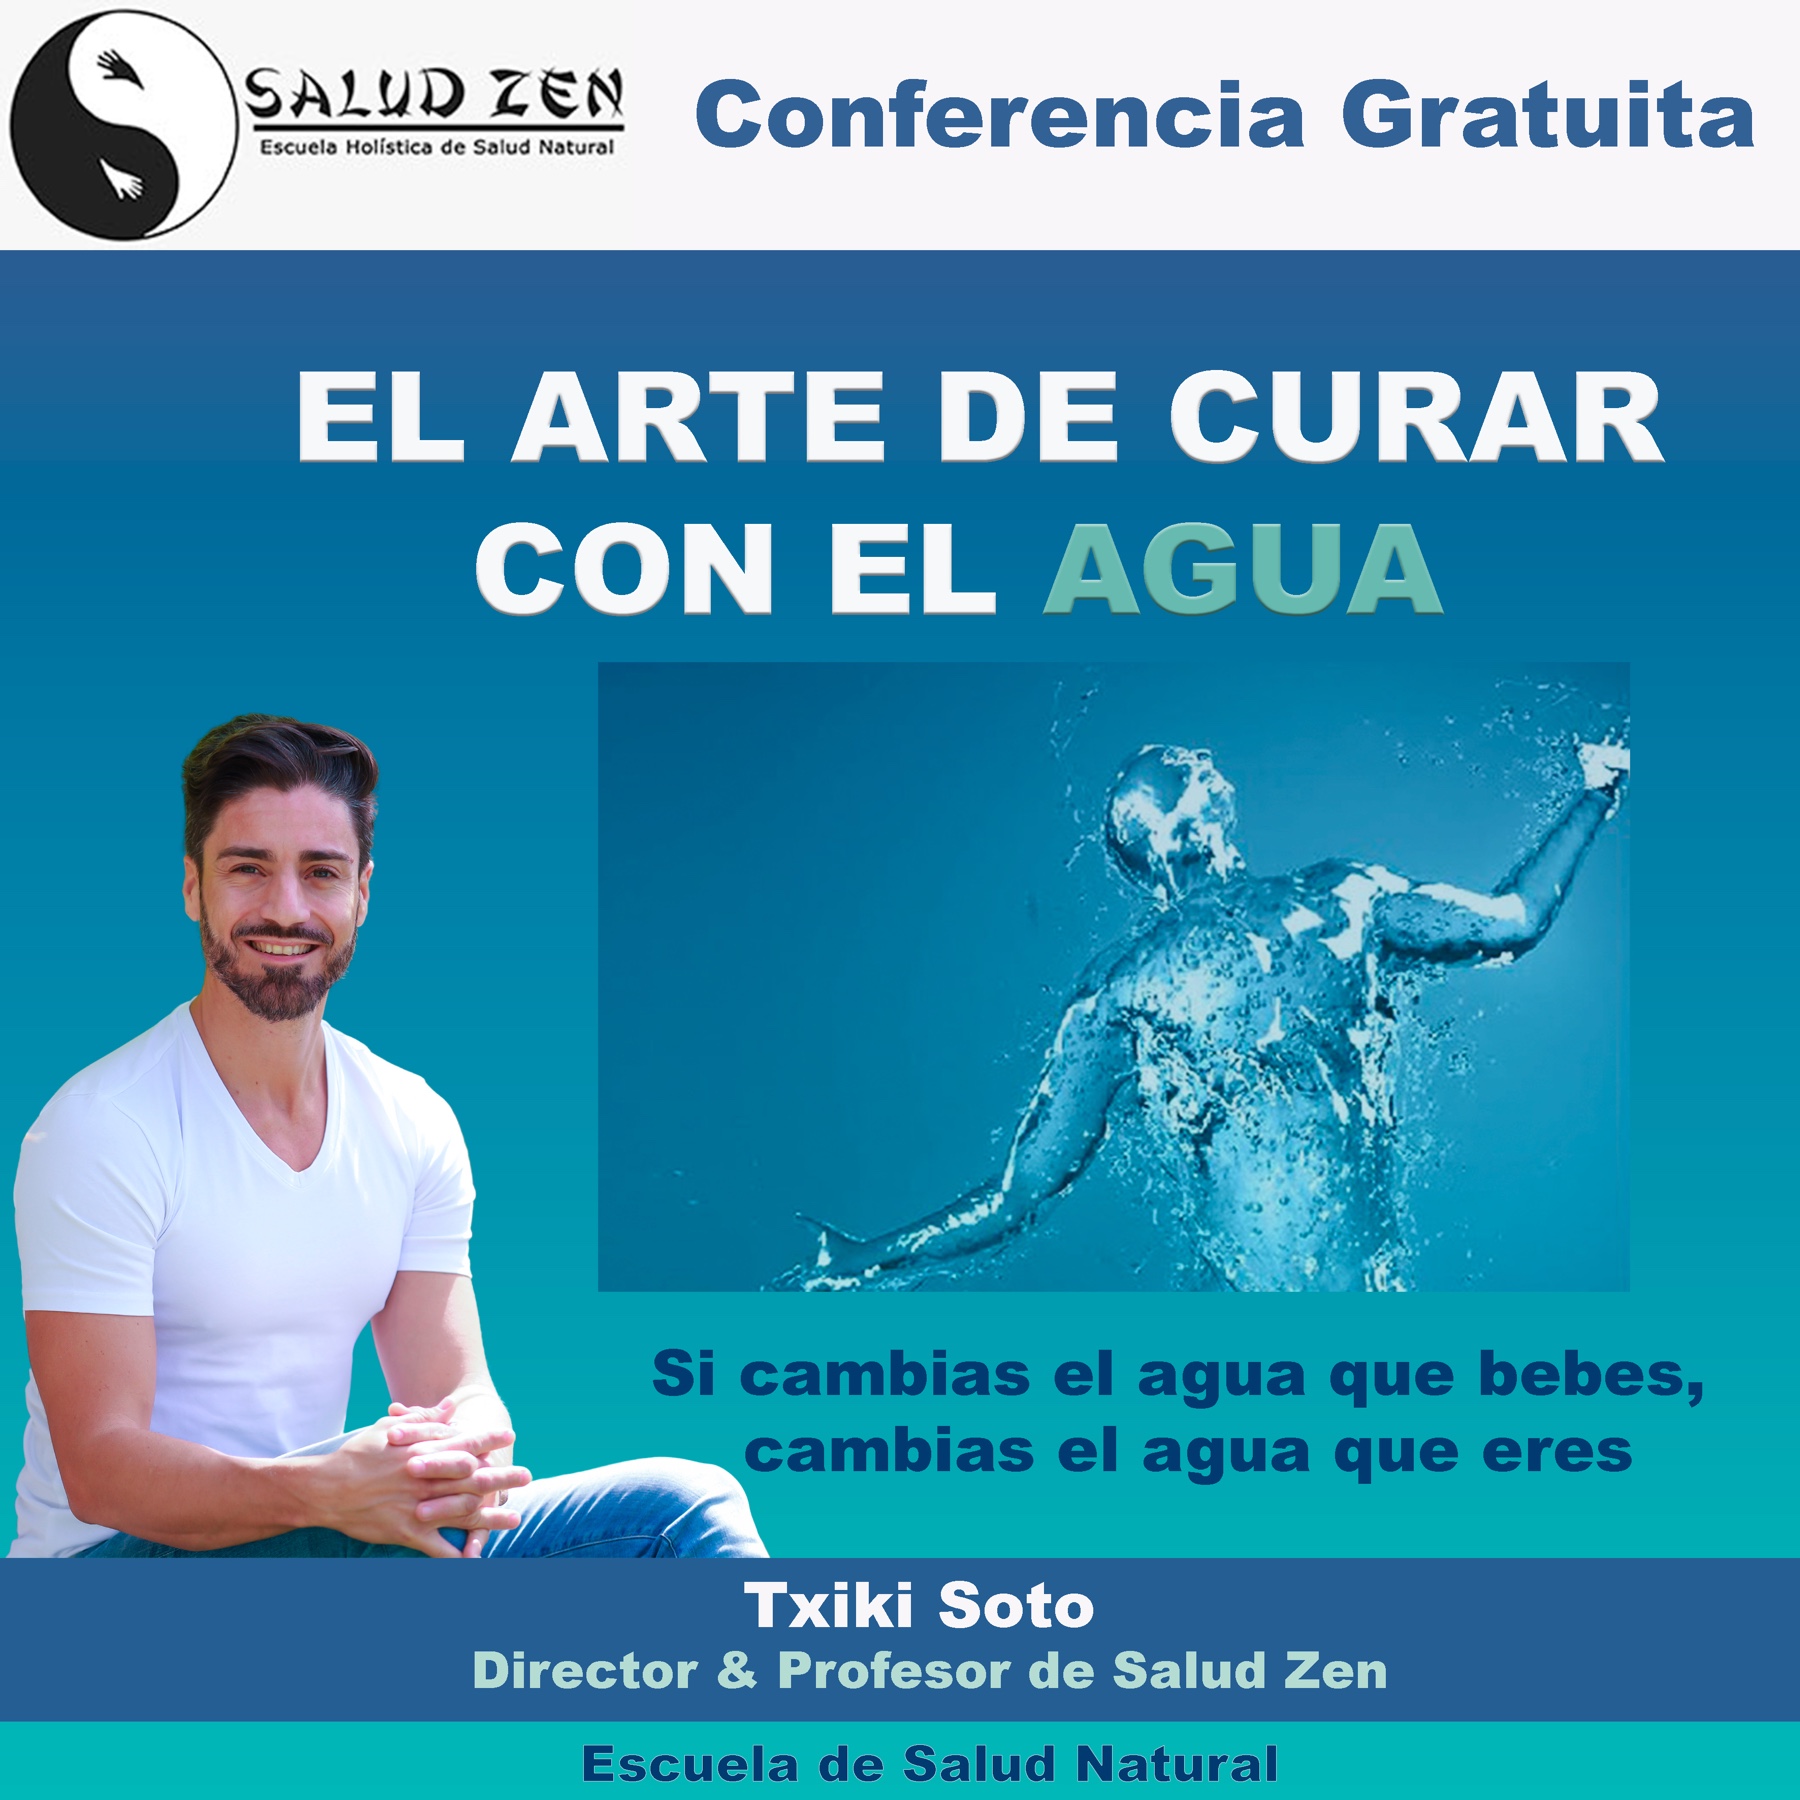 SALUD ZEN
Escuela Holística de Salud Natural
Conferencia Gratuita
EL ARTE DE CURAR
CON EL AGUA
Si cambias el agua que bebes,
cambias el agua que eres
Txiki Soto
Director & Profesor de Salud Zen
Escuela de Salud Natural